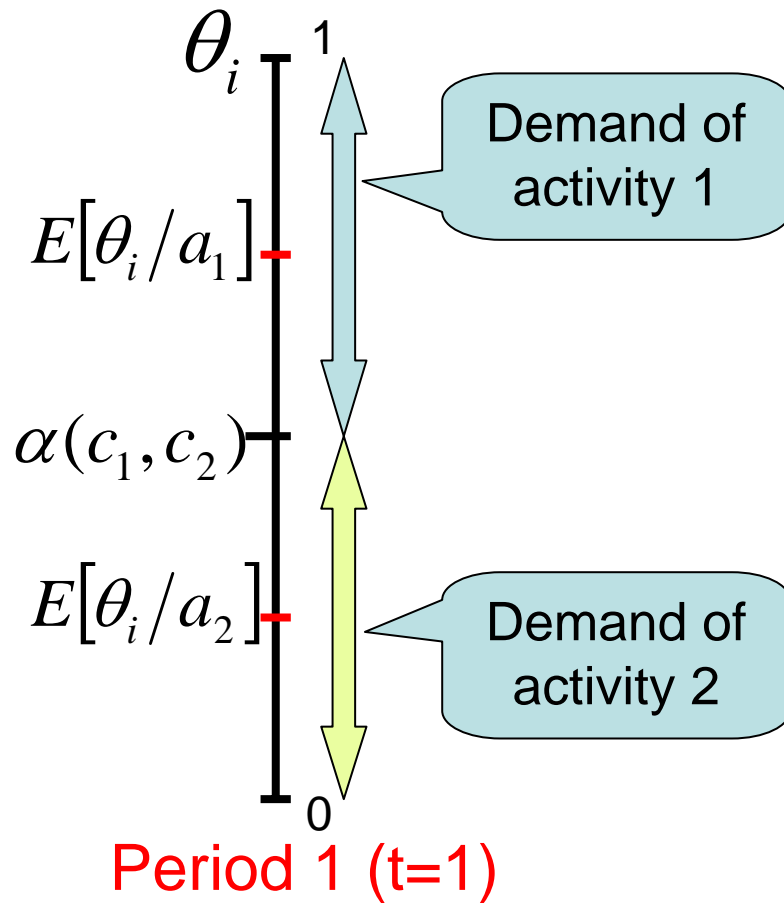 θᵢ
1
Demand of
activity 1
E[θᵢ/a₁]
α(c₁,c₂)
E[θᵢ/a₂]
Demand of
activity 2
0
Period 1 (t=1)